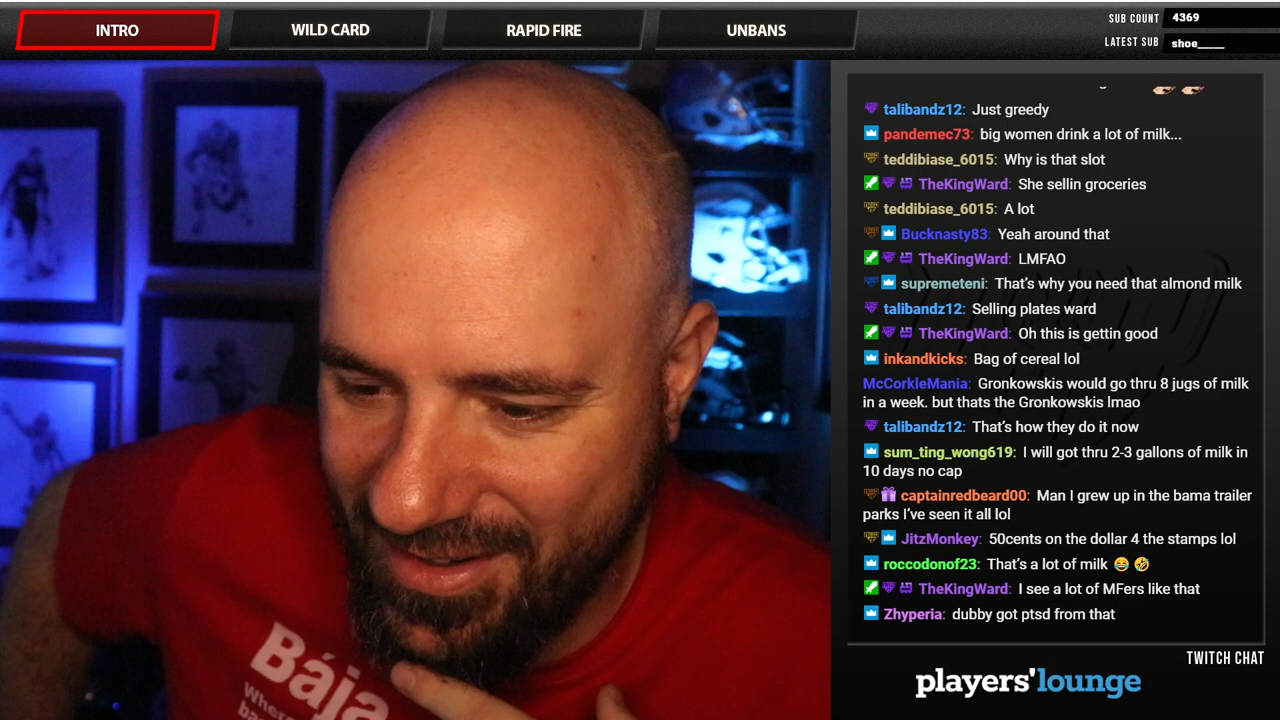 INTRO
WILD CARD
RAPID FIRE
UNBANS
SUB COUNT 4369
LATEST SUB shoe_____
talibandz12: Just greedy
pandemec73: big women drink a lot of milk...
teddibiase_6015: Why is that slot
TheKingWard: She sellin groceries
teddibiase_6015: A lot
Bucknasty83: Yeah around that
TheKingWard: LMFAO
supremeteni: That's why you need that almond milk
talibandz12: Selling plates ward
TheKingWard: Oh this is gettin good
inkandkicks: Bag of cereal lol
McCorkleMania: Gronkowskis would go thru 8 jugs of milk
in a week. but thats the Gronkowskis lmao
talibandz12: That's how they do it now
sum_ting_wong619: I will got thru 2-3 gallons of milk in
10 days no cap
captainredbeard00: Man I grew up in the bama trailer
parks I've seen it all lol
JitzMonkey: 50cents on the dollar 4 the stamps lol
roccodonof23: That's a lot of milk 😂 🤣
TheKingWard: I see a lot of MFers like that
Zhyperia: dubby got ptsd from that
TWITCH CHAT
players'lounge
Baja